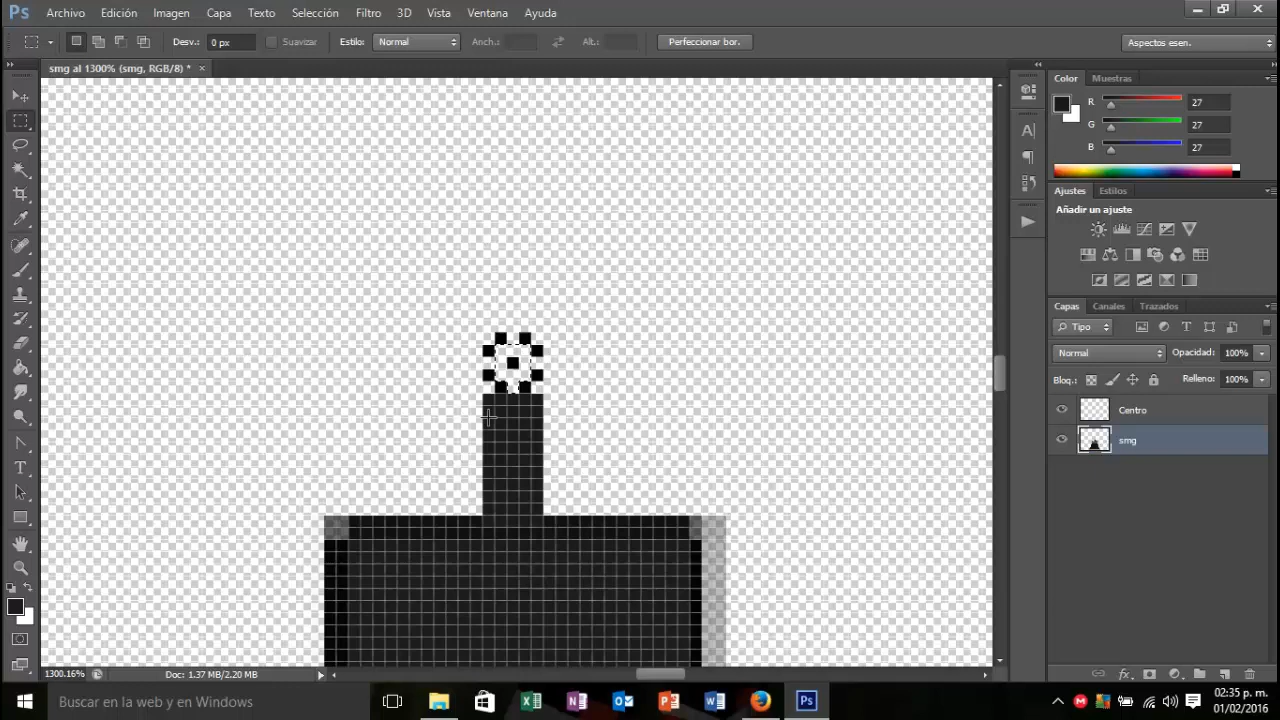 Ps Archivo Edición Imagen Capa Texto Selección Filtro 3D Vista Ventana Ayuda
Desv.: 0 px Suavizar Estilo: Normal Anch.: Alt.: Perfeccionar bor. Aspectos esen.
smg al 1300% (smg, RGB/8) * ×
Color Muestras
R 27
G 27
B 27
Ajustes Estilos
Añadir un ajuste
Capas Canales Trazados
Tipo
Normal Opacidad: 100%
Bloq.: Relleno: 100%
Centro
smg
1300.16% Doc: 1.37 MB/2.20 MB
Buscar en la web y en Windows
02:35 p. m.
01/02/2016